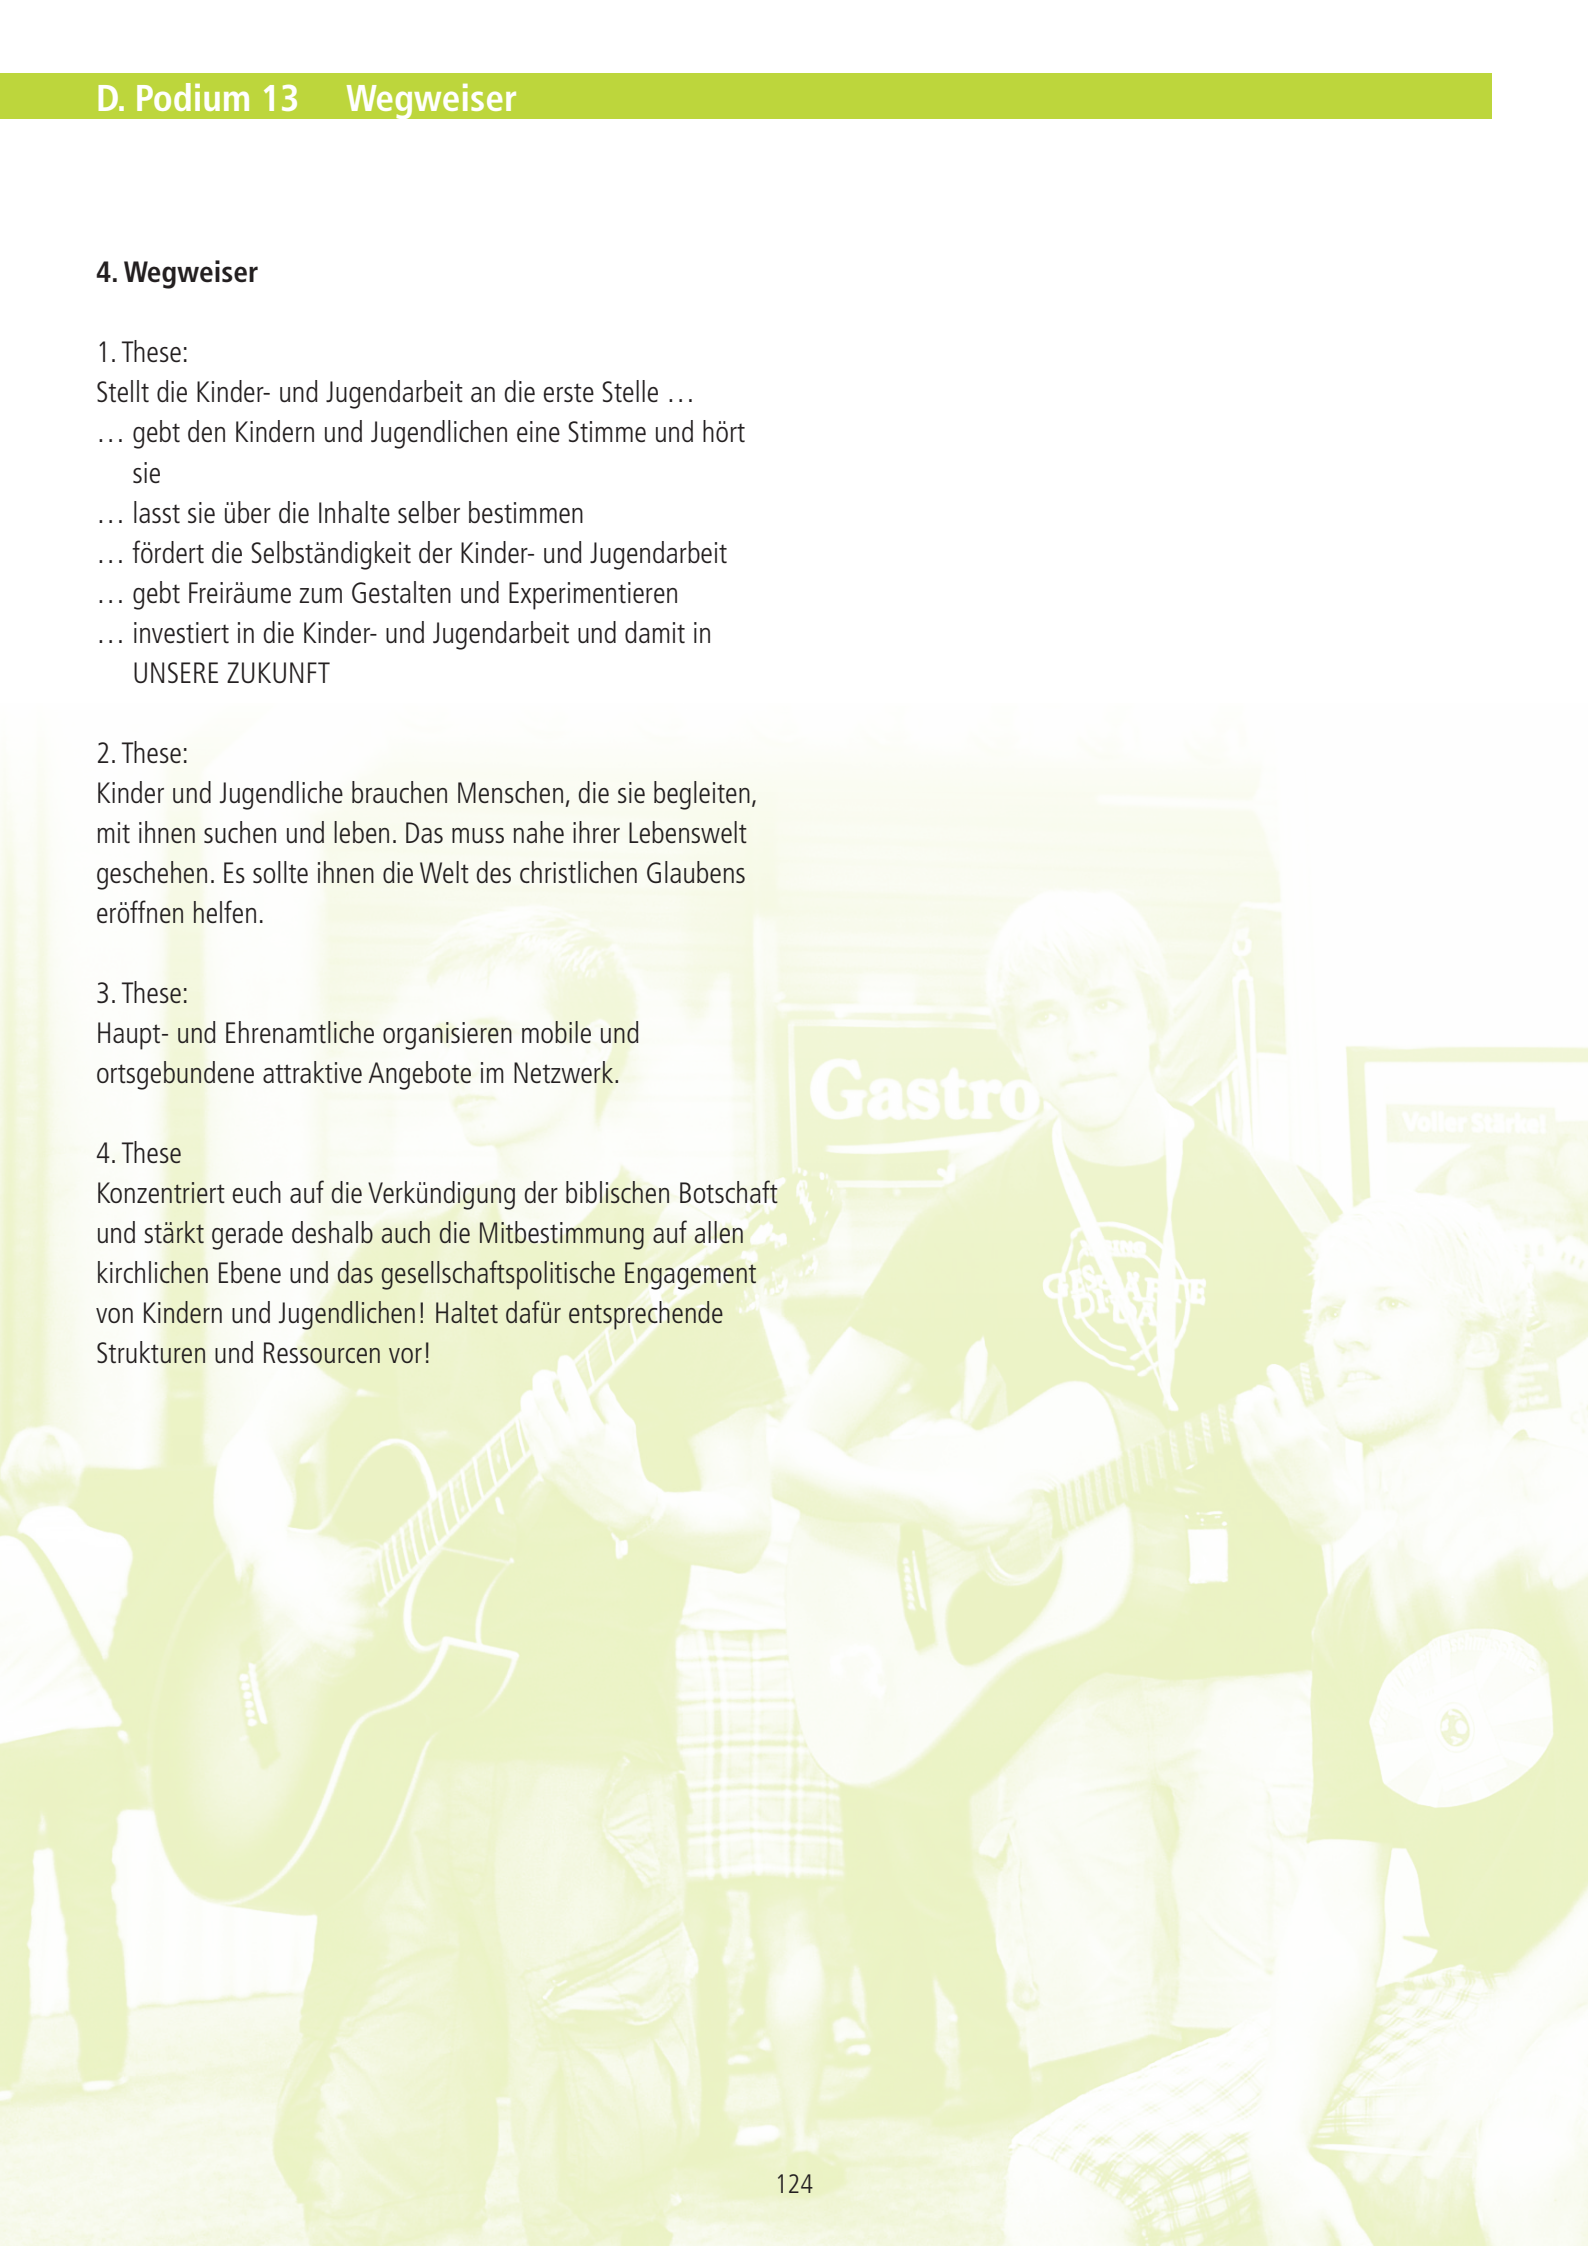 D. Podium 13 Wegweiser
4. Wegweiser
1. These:
Stellt die Kinder- und Jugendarbeit an die erste Stelle …
… gebt den Kindern und Jugendlichen eine Stimme und hört
sie
… lasst sie über die Inhalte selber bestimmen
… fördert die Selbständigkeit der Kinder- und Jugendarbeit
… gebt Freiräume zum Gestalten und Experimentieren
… investiert in die Kinder- und Jugendarbeit und damit in
UNSERE ZUKUNFT
2. These:
Kinder und Jugendliche brauchen Menschen, die sie begleiten,
mit ihnen suchen und leben. Das muss nahe ihrer Lebenswelt
geschehen. Es sollte ihnen die Welt des christlichen Glaubens
eröffnen helfen.
3. These:
Haupt- und Ehrenamtliche organisieren mobile und
ortsgebundene attraktive Angebote im Netzwerk.
4. These
Konzentriert euch auf die Verkündigung der biblischen Botschaft
und stärkt gerade deshalb auch die Mitbestimmung auf allen
kirchlichen Ebene und das gesellschaftspolitische Engagement
von Kindern und Jugendlichen! Haltet dafür entsprechende
Strukturen und Ressourcen vor!
6
Gastro
Voller Stärke!
124